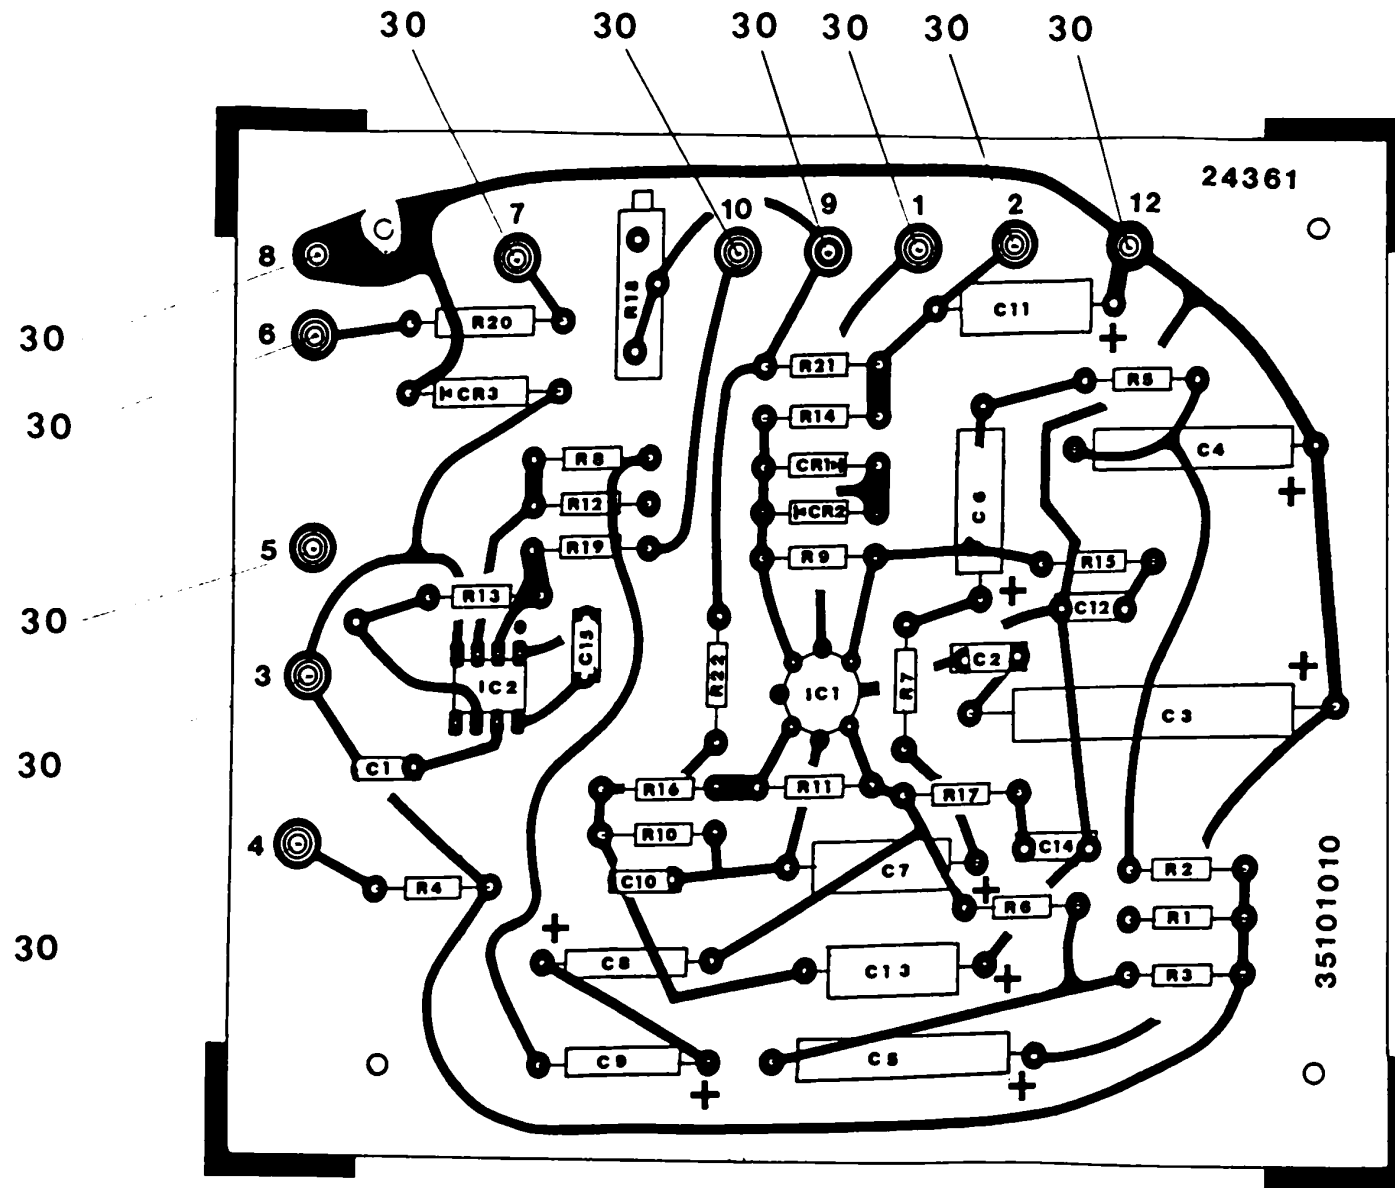 30 30 30 30 30 30
24361
7 10 9 1 2 12
8
R18
30
6 R20 C11
+
R21 R5
CR3
30
R14 C4
R8 CR1
+
R12 CR2 C6
5 R19 R9 R15
30
R13 + C12
C15
3 IC2 R22 IC1 R7 C2 +
C3
30
C1 R16 R11 R17
4 R10 C14
R4 C10 C7 R2
+
R6 R1
30
+
C8 C13 R3
+
35101010
C9 C5
+ +